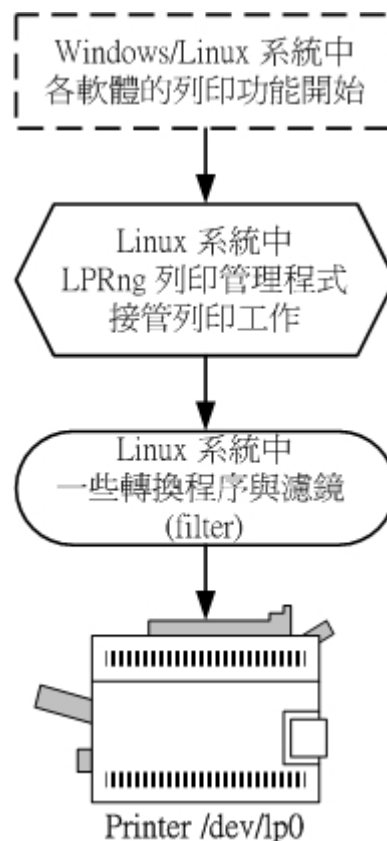 Windows/Linux 系統中
各軟體的列印功能開始
Linux 系統中
LPRng 列印管理程式
接管列印工作
Linux 系統中
一些轉換程序與濾鏡
(filter)
Printer /dev/lp0